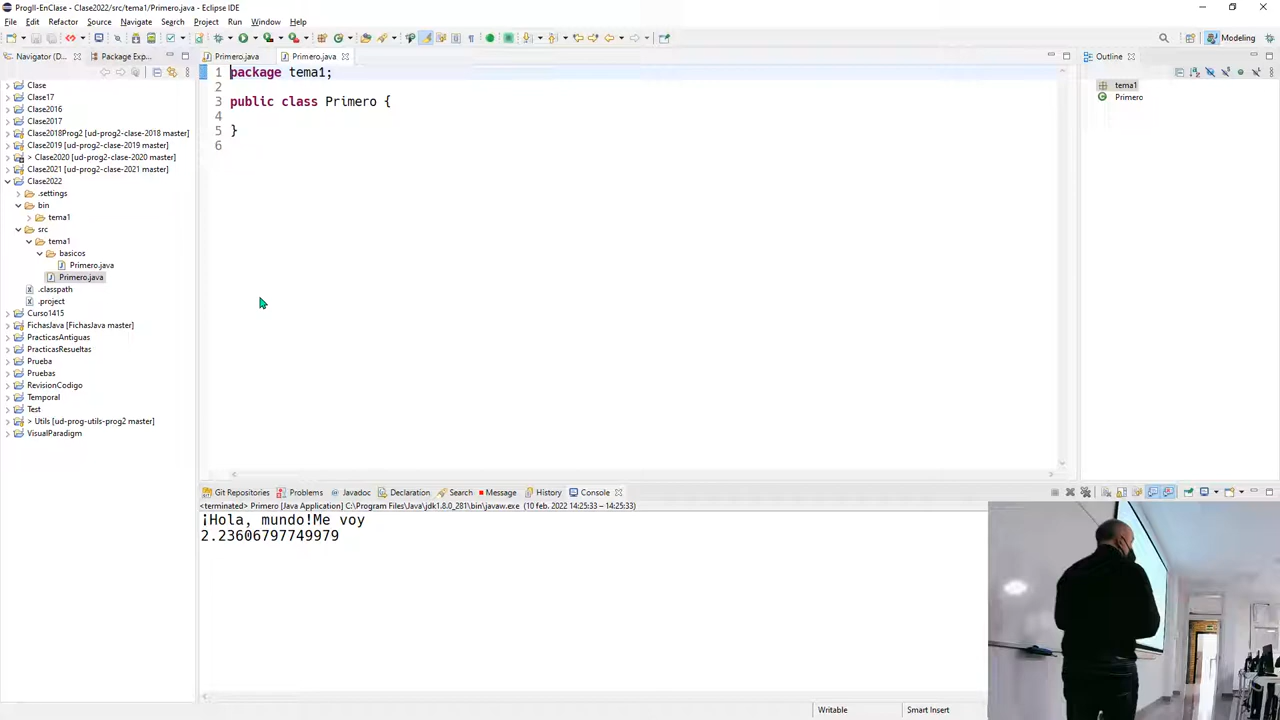 ProgII-EnClase - Clase2022/src/tema1/Primero.java - Eclipse IDE
File Edit Refactor Source Navigate Search Project Run Window Help
Modeling
Navigator (D... Package Exp...
Primero.java Primero.java
Outline
Clase
Clase17
Clase2016
Clase2017
Clase2018Prog2 [ud-prog2-clase-2018 master]
Clase2019 [ud-prog2-clase-2019 master]
> Clase2020 [ud-prog2-clase-2020 master]
Clase2021 [ud-prog2-clase-2021 master]
Clase2022
.settings
bin
tema1
src
tema1
basicos
Primero.java
Primero.java
.classpath
.project
Curso1415
FichasJava [FichasJava master]
PracticasAntiguas
PracticasResueltas
Prueba
Pruebas
RevisionCodigo
Temporal
Test
> Utils [ud-prog-utils-prog2 master]
VisualParadigm
1 package tema1;
2
3 public class Primero {
4
5 }
6
tema1
Primero
Git Repositories Problems Javadoc Declaration Search Message History Console
<terminated> Primero [Java Application] C:\Program Files\Java\jdk1.8.0_281\bin\javaw.exe (10 feb. 2022 14:25:33 – 14:25:33)
¡Hola, mundo!Me voy
2.23606797749979
Writable Smart Insert